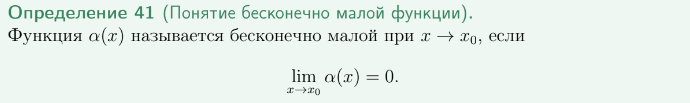 Определение 41 (Понятие бесконечно малой функции).
Функция α(x) называется бесконечно малой при x → x₀, если
lim α(x) = 0.
x→x₀